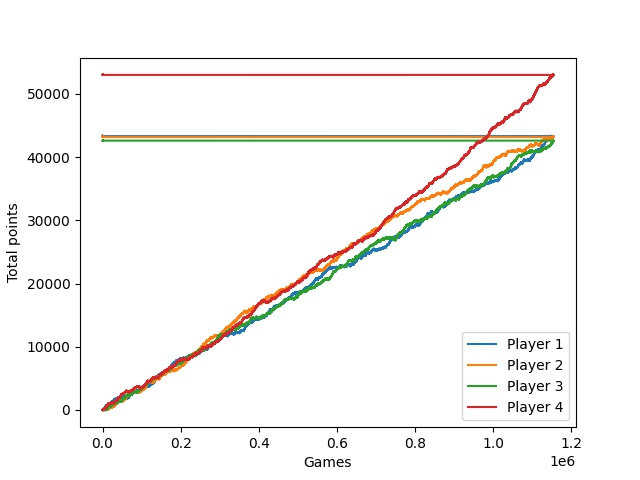 50000
40000
30000
20000
10000
0
Total points
0.0 0.2 0.4 0.6 0.8 1.0 1.2
1e6
Games
Player 1
Player 2
Player 3
Player 4